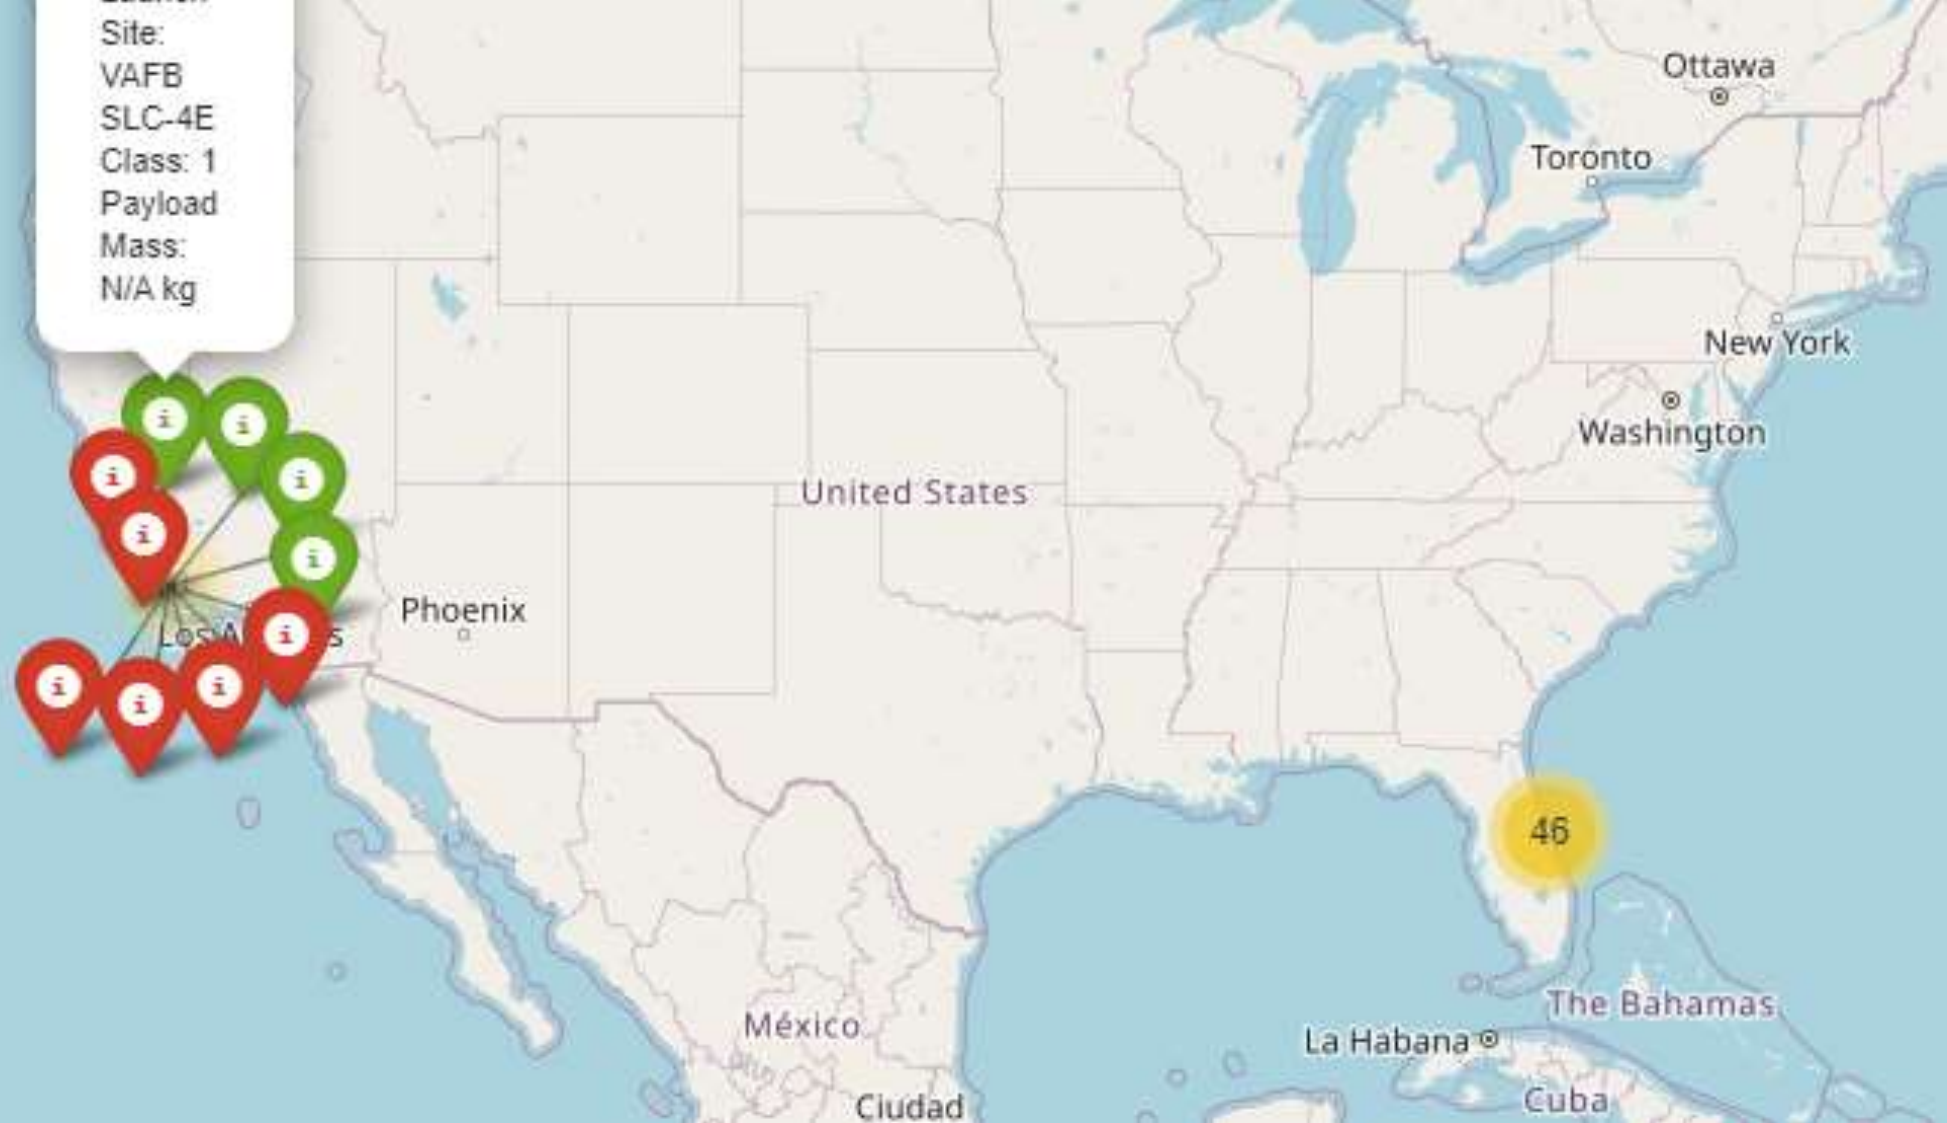 Site:
VAFB
SLC-4E
Class: 1
Payload
Mass:
N/A kg
Ottawa
Toronto
New York
Washington
United States
Phoenix
46
The Bahamas
México
La Habana
Cuba
Ciudad